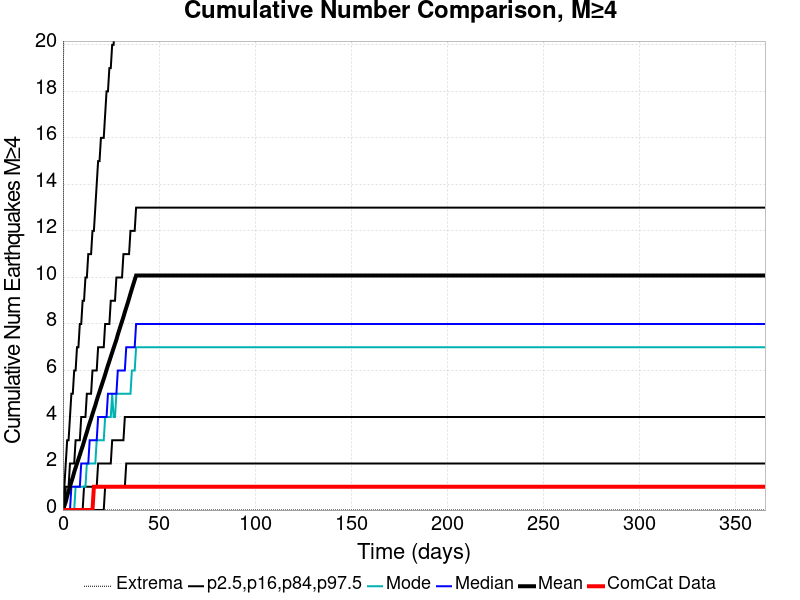 Cumulative Number Comparison, M≥4
Cumulative Num Earthquakes M≥4
20
18
16
14
12
10
8
6
4
2
0
0 50 100 150 200 250 300 350
Time (days)
Extrema p2.5,p16,p84,p97.5 Mode Median Mean ComCat Data